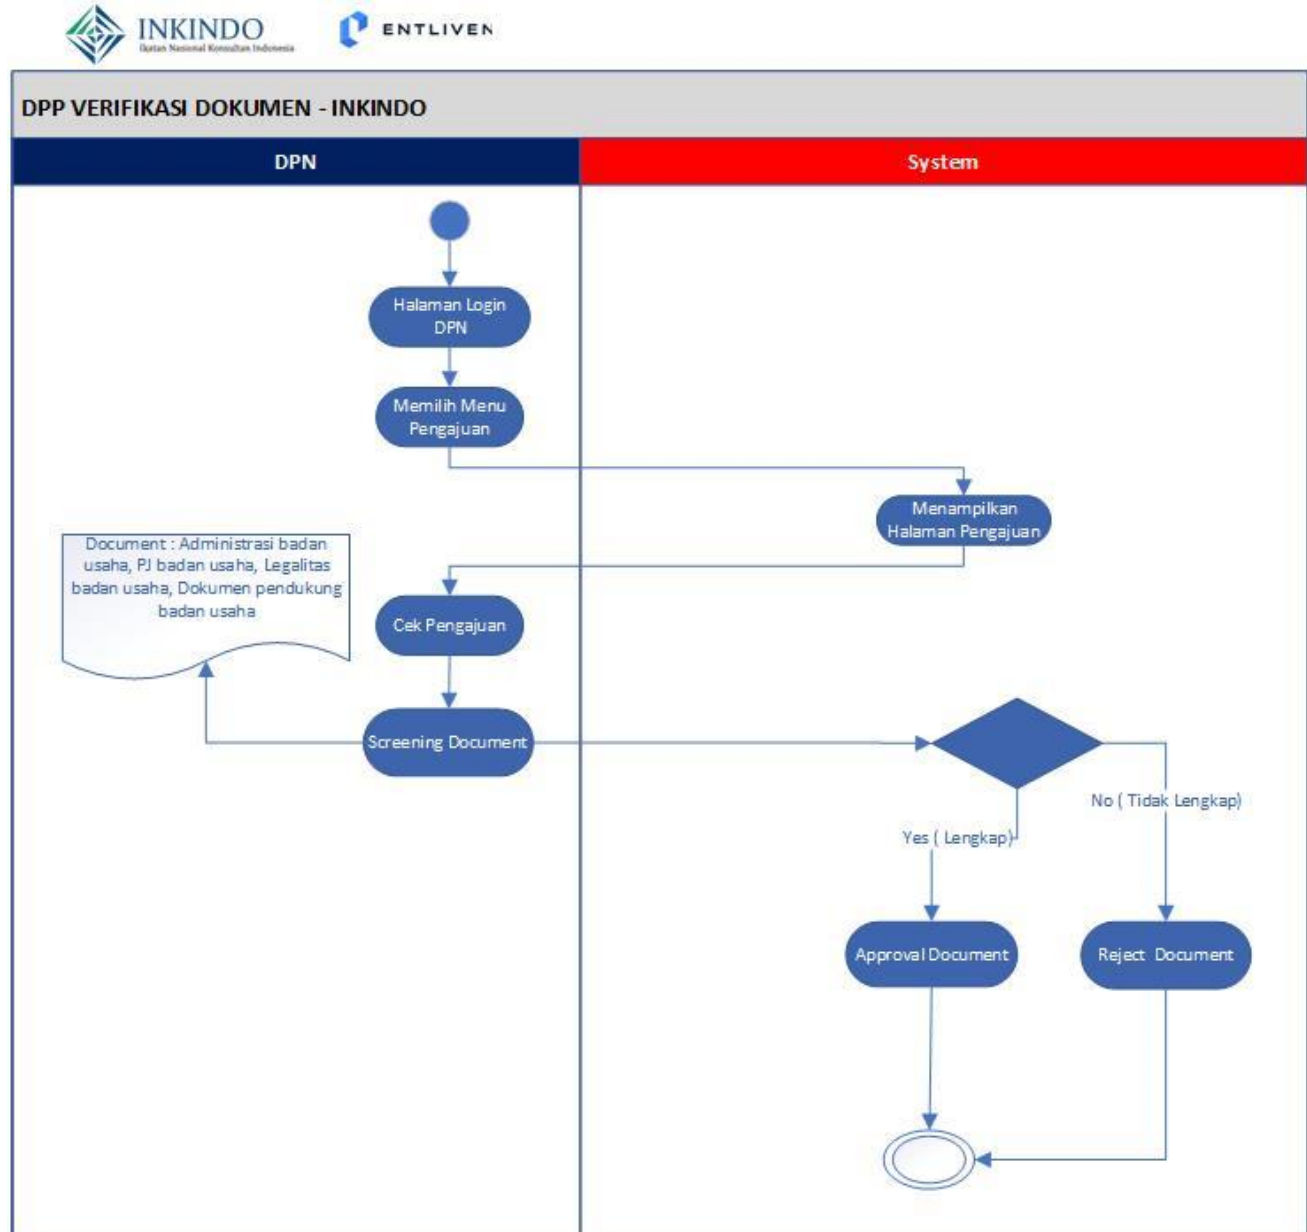 INKINDO
Ikatan Nasional Konsultan Indonesia
ENTLIVEN
DPP VERIFIKASI DOKUMEN - INKINDO
DPN
System
Halaman Login
DPN
Memilih Menu
Pengajuan
Menampilkan
Halaman Pengajuan
Document : Administrasi badan
usaha, PJ badan usaha, Legalitas
badan usaha, Dokumen pendukung
badan usaha
Cek Pengajuan
Screening Document
No ( Tidak Lengkap)
Yes ( Lengkap)
Approval Document
Reject Document